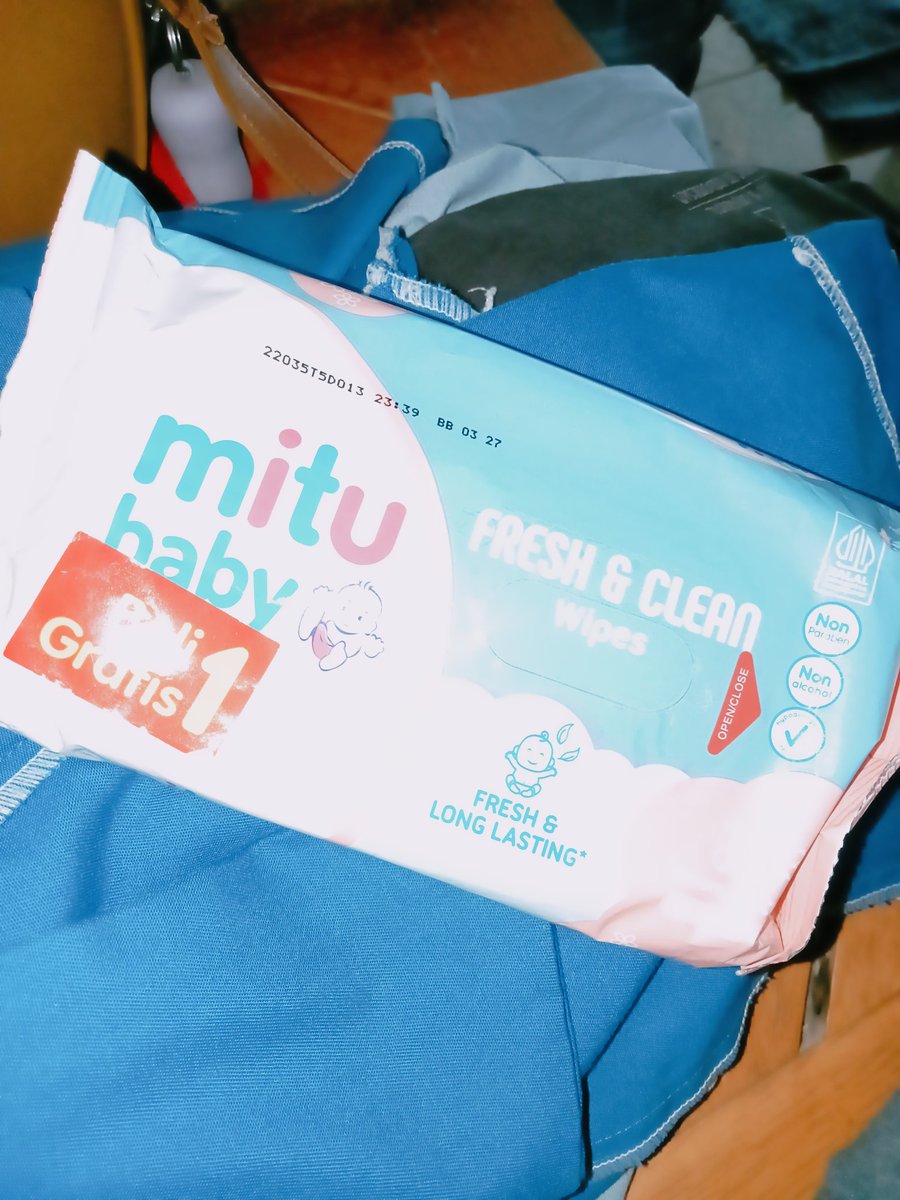 22035T5D013 23:39 BB 03 27
mitu
baby
Gratis 1
FRESH & CLEAN
Wipes
HALAL
Non
Paraben
Non
alcohol
OPEN/CLOSE
FRESH &
LONG LASTING*